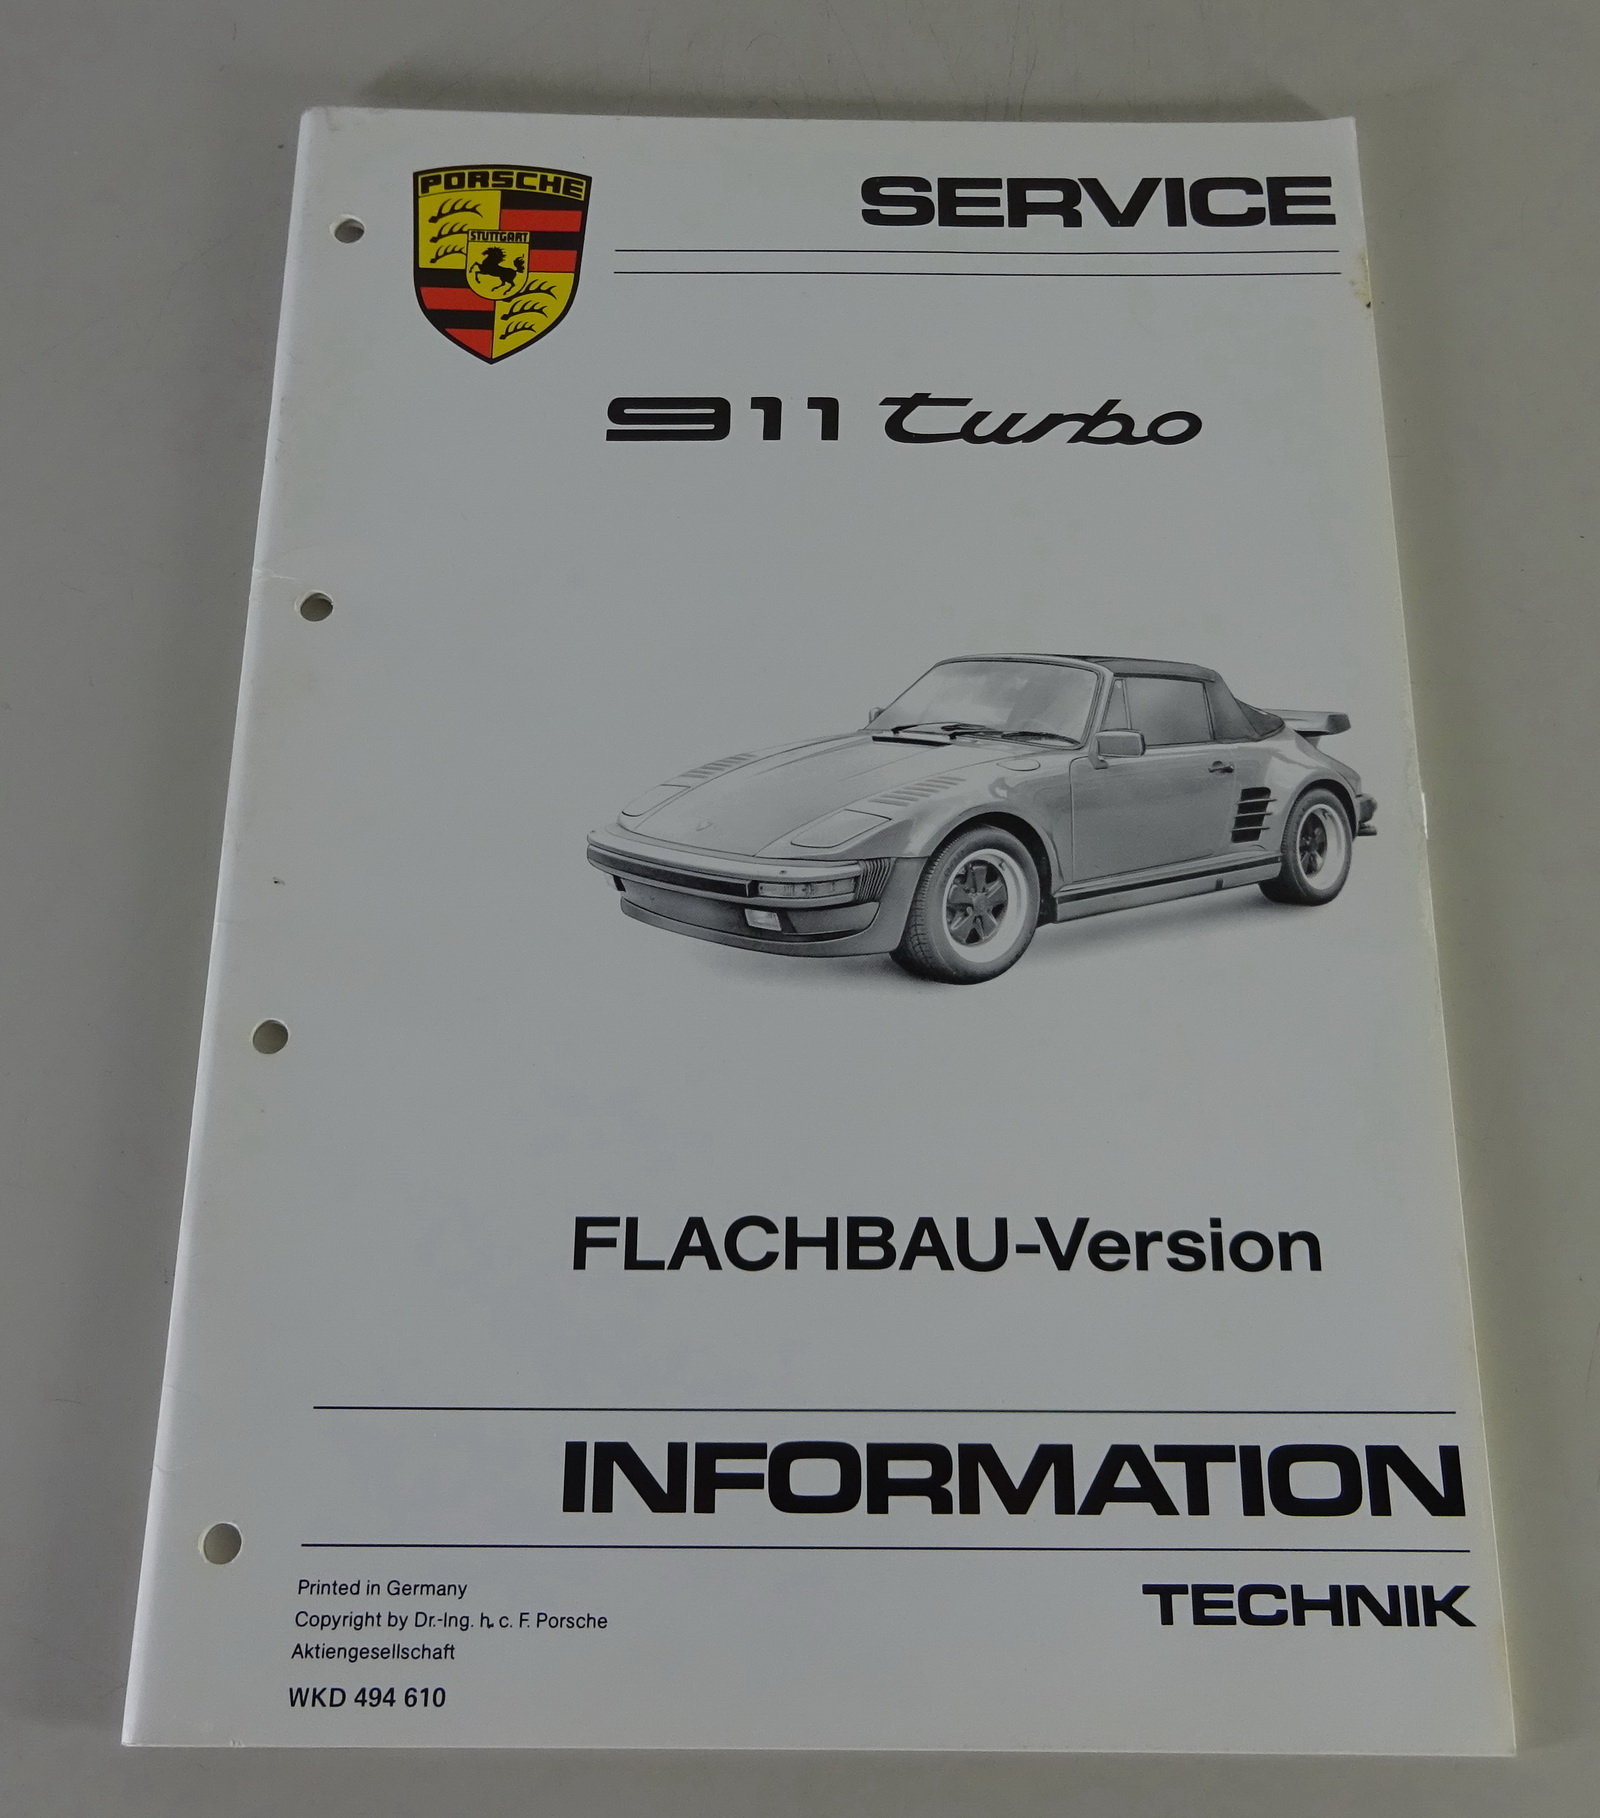 PORSCHE
STUTTGART
SERVICE
911 turbo
FLACHBAU-Version
INFORMATION
TECHNIK
Printed in Germany
Copyright by Dr.-Ing. h. c. F. Porsche
Aktiengesellschaft
WKD 494 610